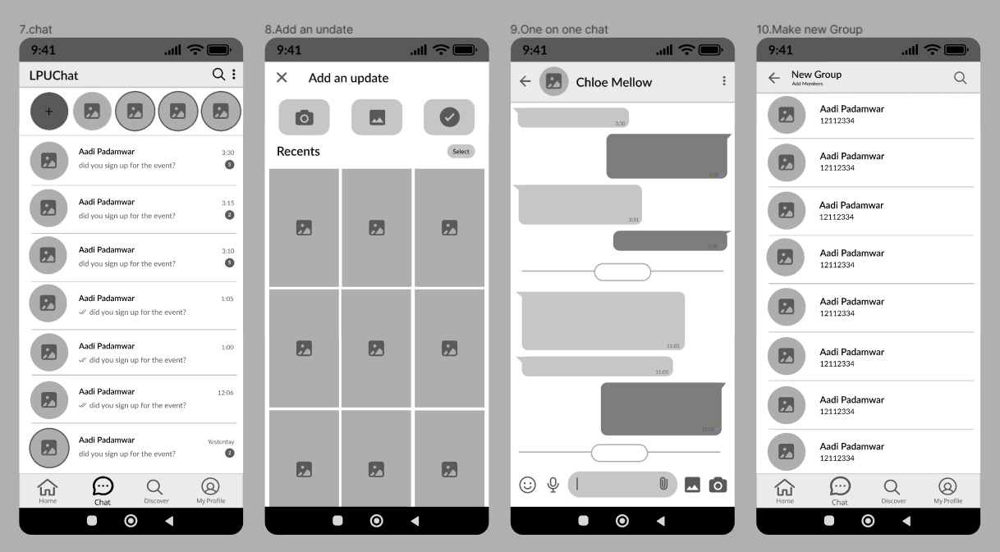 7.chat
9:41
LPUChat
+
Aadi Padamwar
3:30
did you sign up for the event?
5
Aadi Padamwar
3:15
did you sign up for the event?
2
Aadi Padamwar
3:10
did you sign up for the event?
5
Aadi Padamwar
1:05
did you sign up for the event?
Aadi Padamwar
1:00
did you sign up for the event?
Aadi Padamwar
12:06
did you sign up for the event?
Aadi Padamwar
Yesterday
did you sign up for the event?
2
Home
Chat
Discover
My Profile
8.Add an undate
9:41
Add an update
Recents
Select
9.One on one chat
9:41
Chloe Mellow
3:30
3:31
11:05
11:05
10.Make new Group
9:41
New Group
Add Members
Aadi Padamwar
12112334
Aadi Padamwar
12112334
Aadi Padamwar
12112334
Aadi Padamwar
12112334
Aadi Padamwar
12112334
Aadi Padamwar
12112334
Aadi Padamwar
12112334
Aadi Padamwar
12112334
Home
Chat
Discover
My Profile